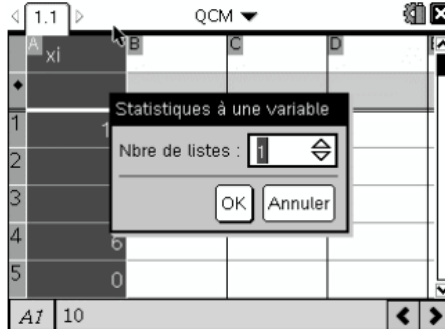 1.1 QCM
A xi B C D
Statistiques à une variable
1 1
Nbre de listes : 1
2
3 OK Annuler
4 6
5 0
A1 10